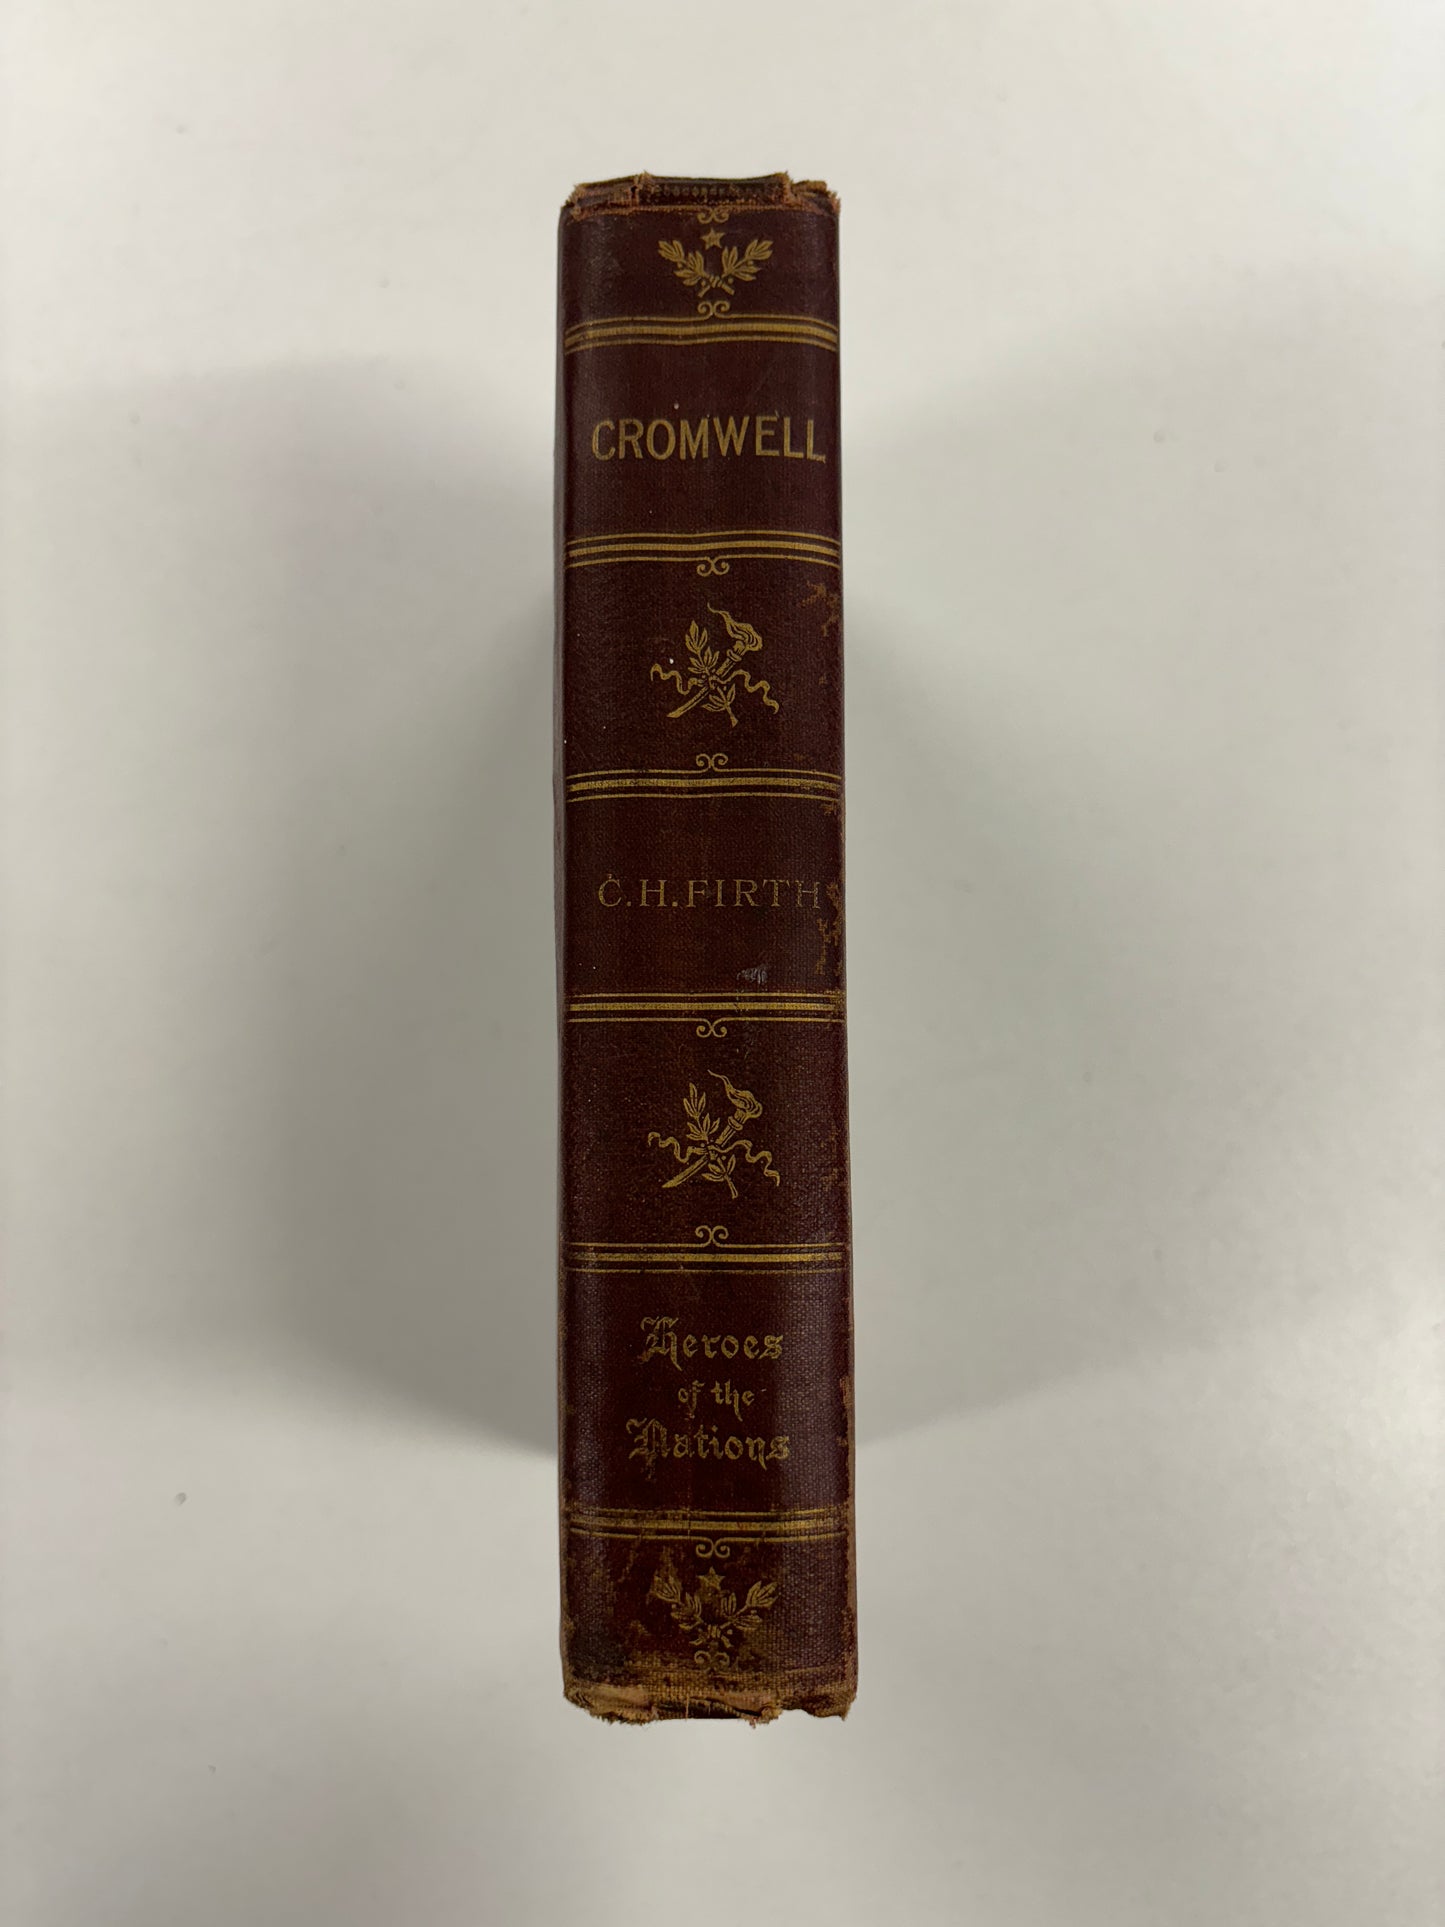 CROMWELL
C.H.FIRTH
Heroes
of the
Nations